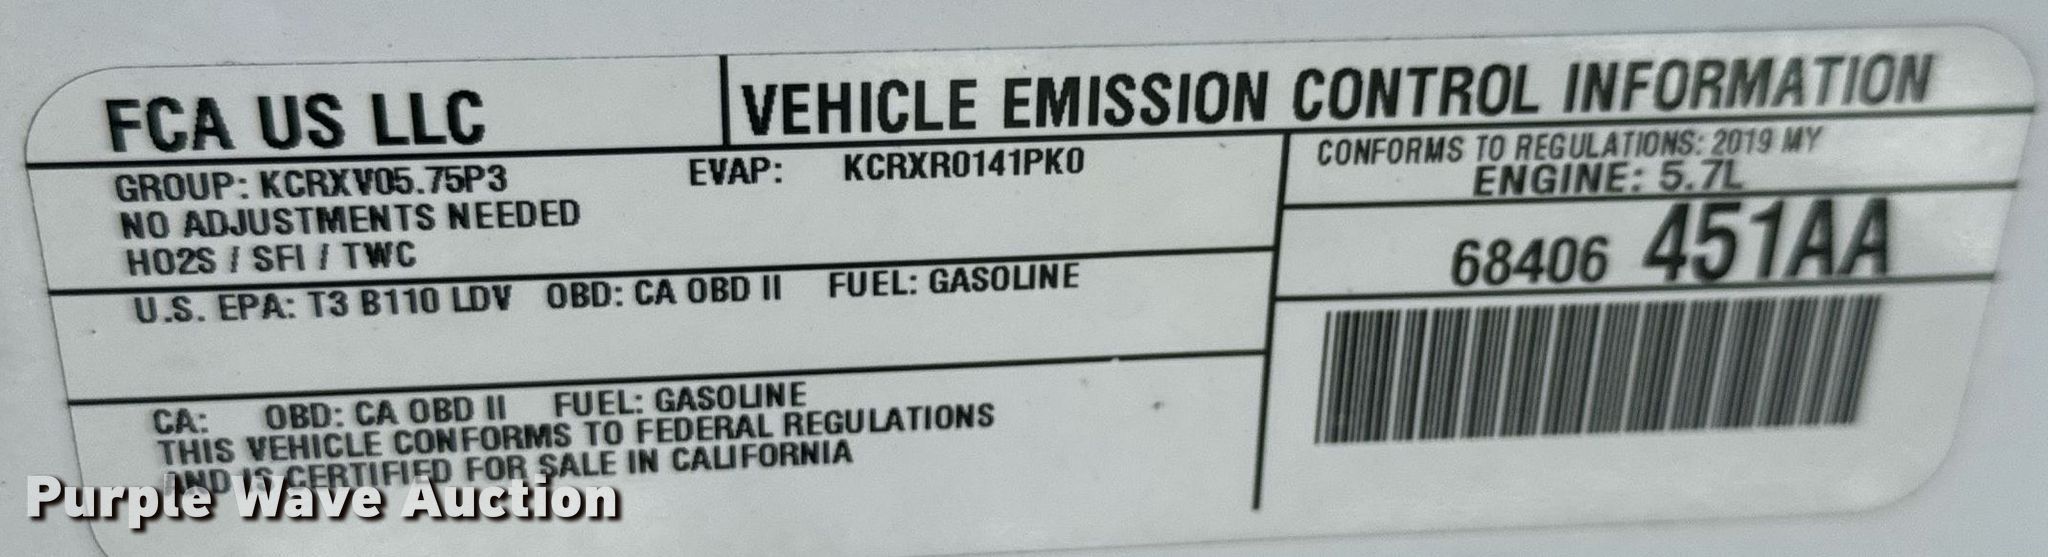 FCA US LLC
VEHICLE EMISSION CONTROL INFORMATION
GROUP: KCRXV05.75P3 EVAP: KCRXR0141PK0
NO ADJUSTMENTS NEEDED
HO2S / SFI / TWC
CONFORMS TO REGULATIONS: 2019 MY
ENGINE: 5.7L
68406 451AA
U.S. EPA: T3 B110 LDV OBD: CA OBD II FUEL: GASOLINE
CA: OBD: CA OBD II FUEL: GASOLINE
THIS VEHICLE CONFORMS TO FEDERAL REGULATIONS
AND IS CERTIFIED FOR SALE IN CALIFORNIA
Purple Wave Auction